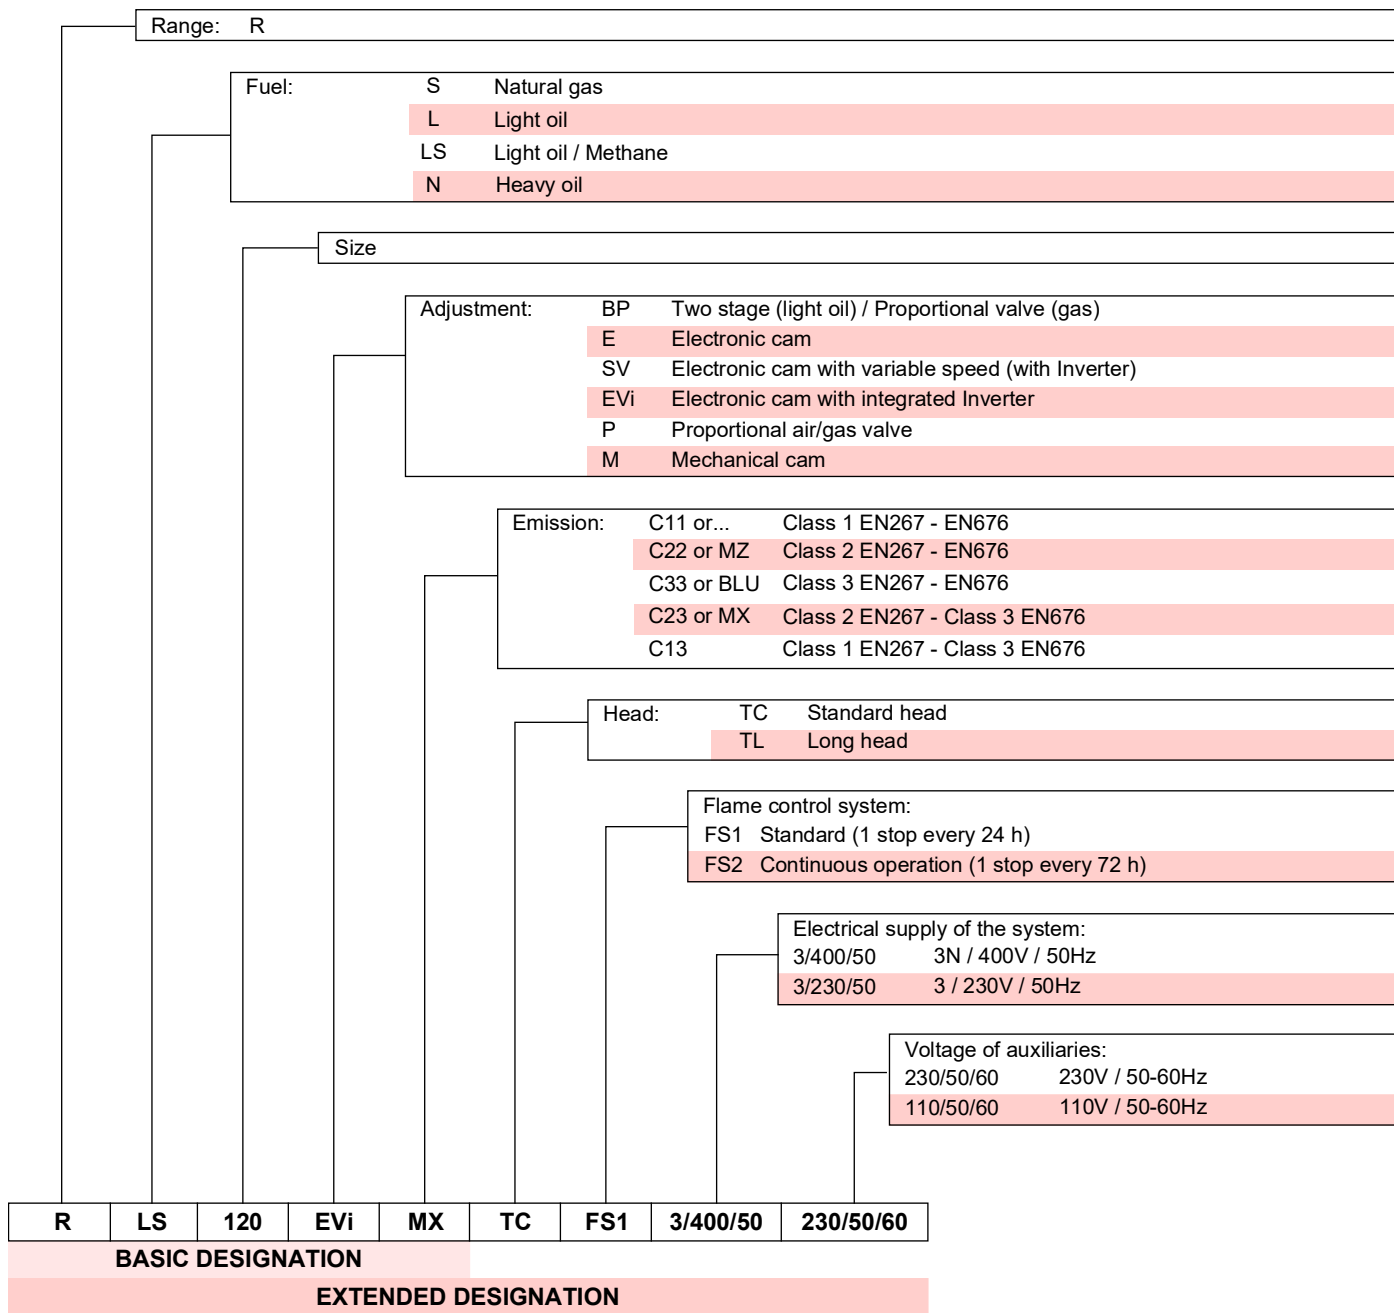 Range: R
Fuel: S Natural gas
L Light oil
LS Light oil / Methane
N Heavy oil
Size
Adjustment: BP Two stage (light oil) / Proportional valve (gas)
E Electronic cam
SV Electronic cam with variable speed (with Inverter)
EVi Electronic cam with integrated Inverter
P Proportional air/gas valve
M Mechanical cam
Emission: C11 or... Class 1 EN267 - EN676
C22 or MZ Class 2 EN267 - EN676
C33 or BLU Class 3 EN267 - EN676
C23 or MX Class 2 EN267 - Class 3 EN676
C13 Class 1 EN267 - Class 3 EN676
Head: TC Standard head
TL Long head
Flame control system:
FS1 Standard (1 stop every 24 h)
FS2 Continuous operation (1 stop every 72 h)
Electrical supply of the system:
3/400/50 3N / 400V / 50Hz
3/230/50 3 / 230V / 50Hz
Voltage of auxiliaries:
230/50/60 230V / 50-60Hz
110/50/60 110V / 50-60Hz
R LS 120 EVi MX TC FS1 3/400/50 230/50/60
BASIC DESIGNATION
EXTENDED DESIGNATION